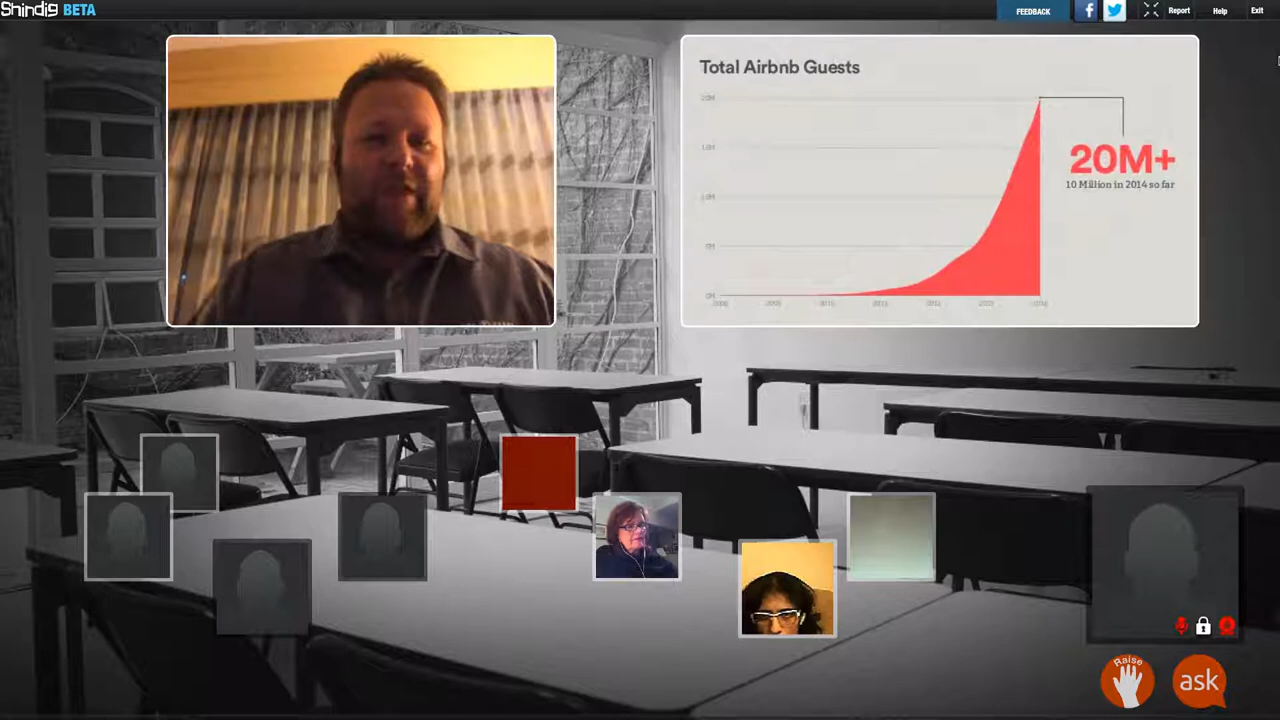 Shindig BETA
FEEDBACK
Report
Help
Exit
Total Airbnb Guests
20M+
10 Million in 2014 so far
Raise
ask